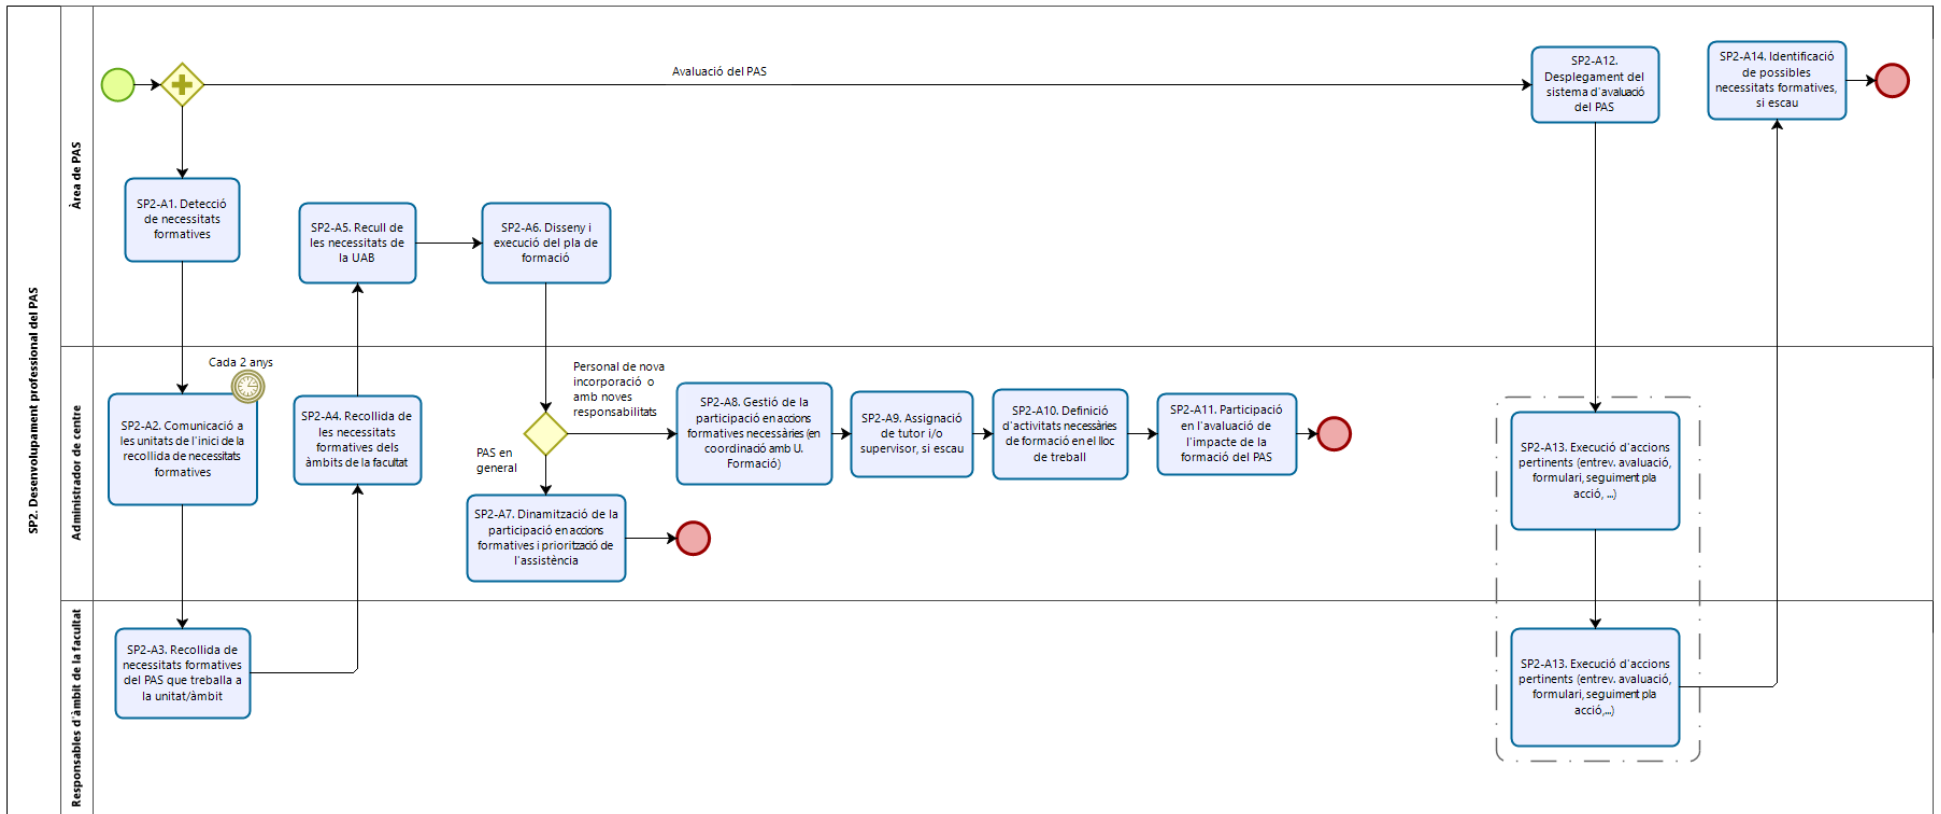 SP2. Desenvolupament professional del PAS
Àrea de PAS
Avaluació del PAS
SP2-A12.
Desplegament del
sistema d'avaluació
del PAS
SP2-A14. Identificació
de possibles
necessitats formatives,
si escau
SP2-A1. Detecció
de necessitats
formatives
SP2-A5. Recull de
les necessitats de
la UAB
SP2-A6. Disseny i
execució del pla de
formació
Administrador de centre
Cada 2 anys
SP2-A2. Comunicació a
les unitats de l'inici de la
recollida de necessitats
formatives
SP2-A4. Recollida de
les necessitats
formatives dels
àmbits de la facultat
Personal de nova
incorporació o
amb noves
responsabilitats
PAS en
general
SP2-A8. Gestió de la
participació en accions
formatives necessàries (en
coordinació amb U.
Formació)
SP2-A9. Assignació
de tutor i/o
supervisor, si escau
SP2-A10. Definició
d'activitats necessàries
de formació en el lloc
de treball
SP2-A11. Participació
en l'avaluació de
l'impacte de la
formació del PAS
SP2-A7. Dinamització de la
participació en accions
formatives i priorització de
l'assistència
SP2-A13. Execució d'accions
pertinents (entrev. avaluació,
formulari, seguiment pla
acció, ...)
Responsables d'àmbit de la facultat
SP2-A3. Recollida de
necessitats formatives
del PAS que treballa a
la unitat/àmbit
SP2-A13. Execució d'accions
pertinents (entrev. avaluació,
formulari, seguiment pla
acció,...)